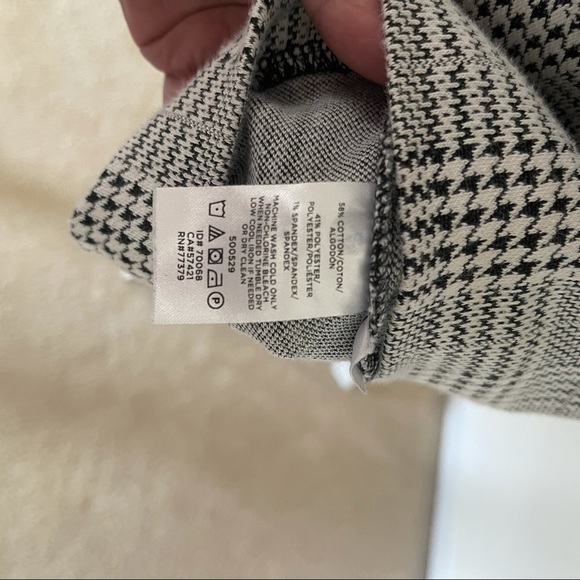 58% COTTON/COTON/
ALGODON
41% POLYESTER/
POLYESTER/POLIESTER
1% SPANDEX/SPANDEX/
SPANDEX
500529
MACHINE WASH COLD ONLY
NON-CHLORINE BLEACH
WHEN NEEDED TUMBLE DRY
LOW COOL IRON IF NEEDED
OR DRY CLEAN
P
ID# 70068
CA#57421
RN#77379